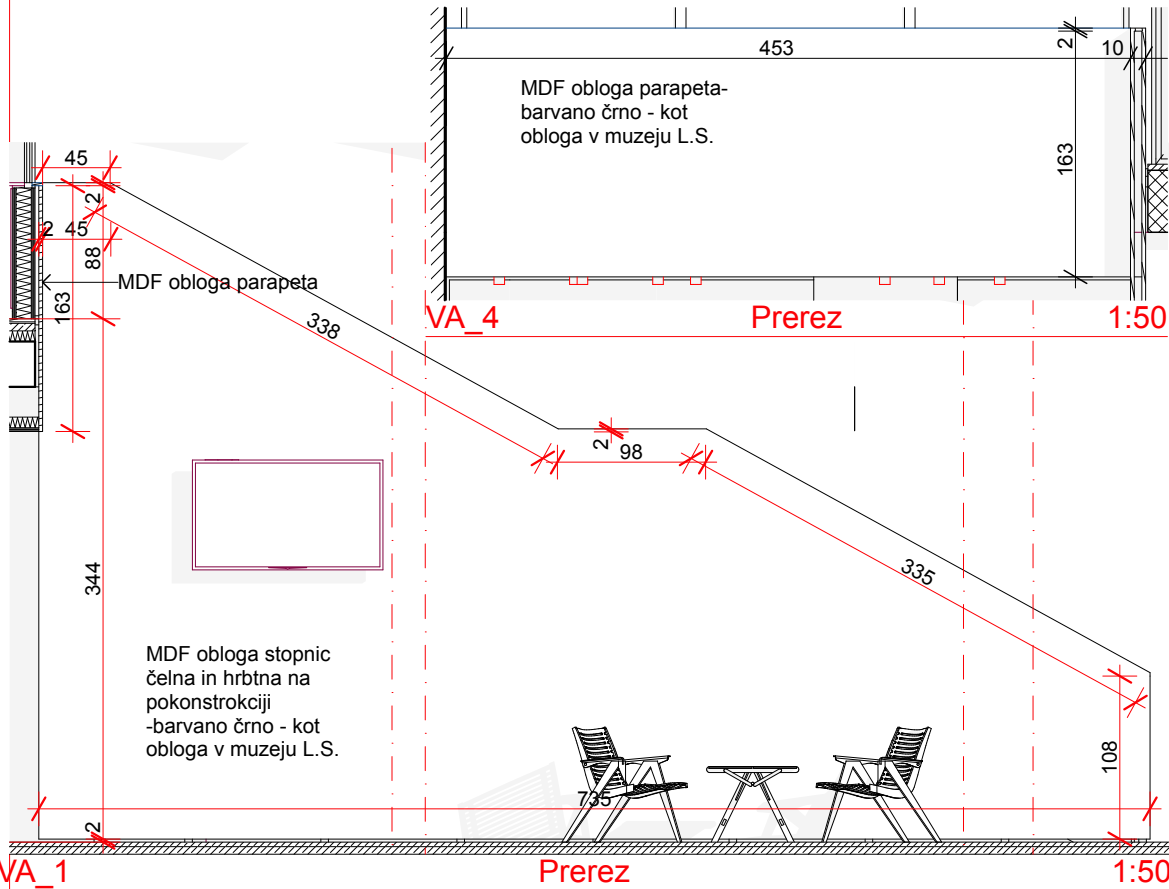 453
2
10
MDF obloga parapeta-
barvano črno - kot
obloga v muzeju L.S.
163
VA_4
Prerez
1:50
45
2
2
45
88
MDF obloga parapeta
163
338
2
98
335
344
MDF obloga stopnic
čelna in hrbtna na
pokonstrokciji
-barvano črno - kot
obloga v muzeju L.S.
108
735
2
VA_1
Prerez
1:50